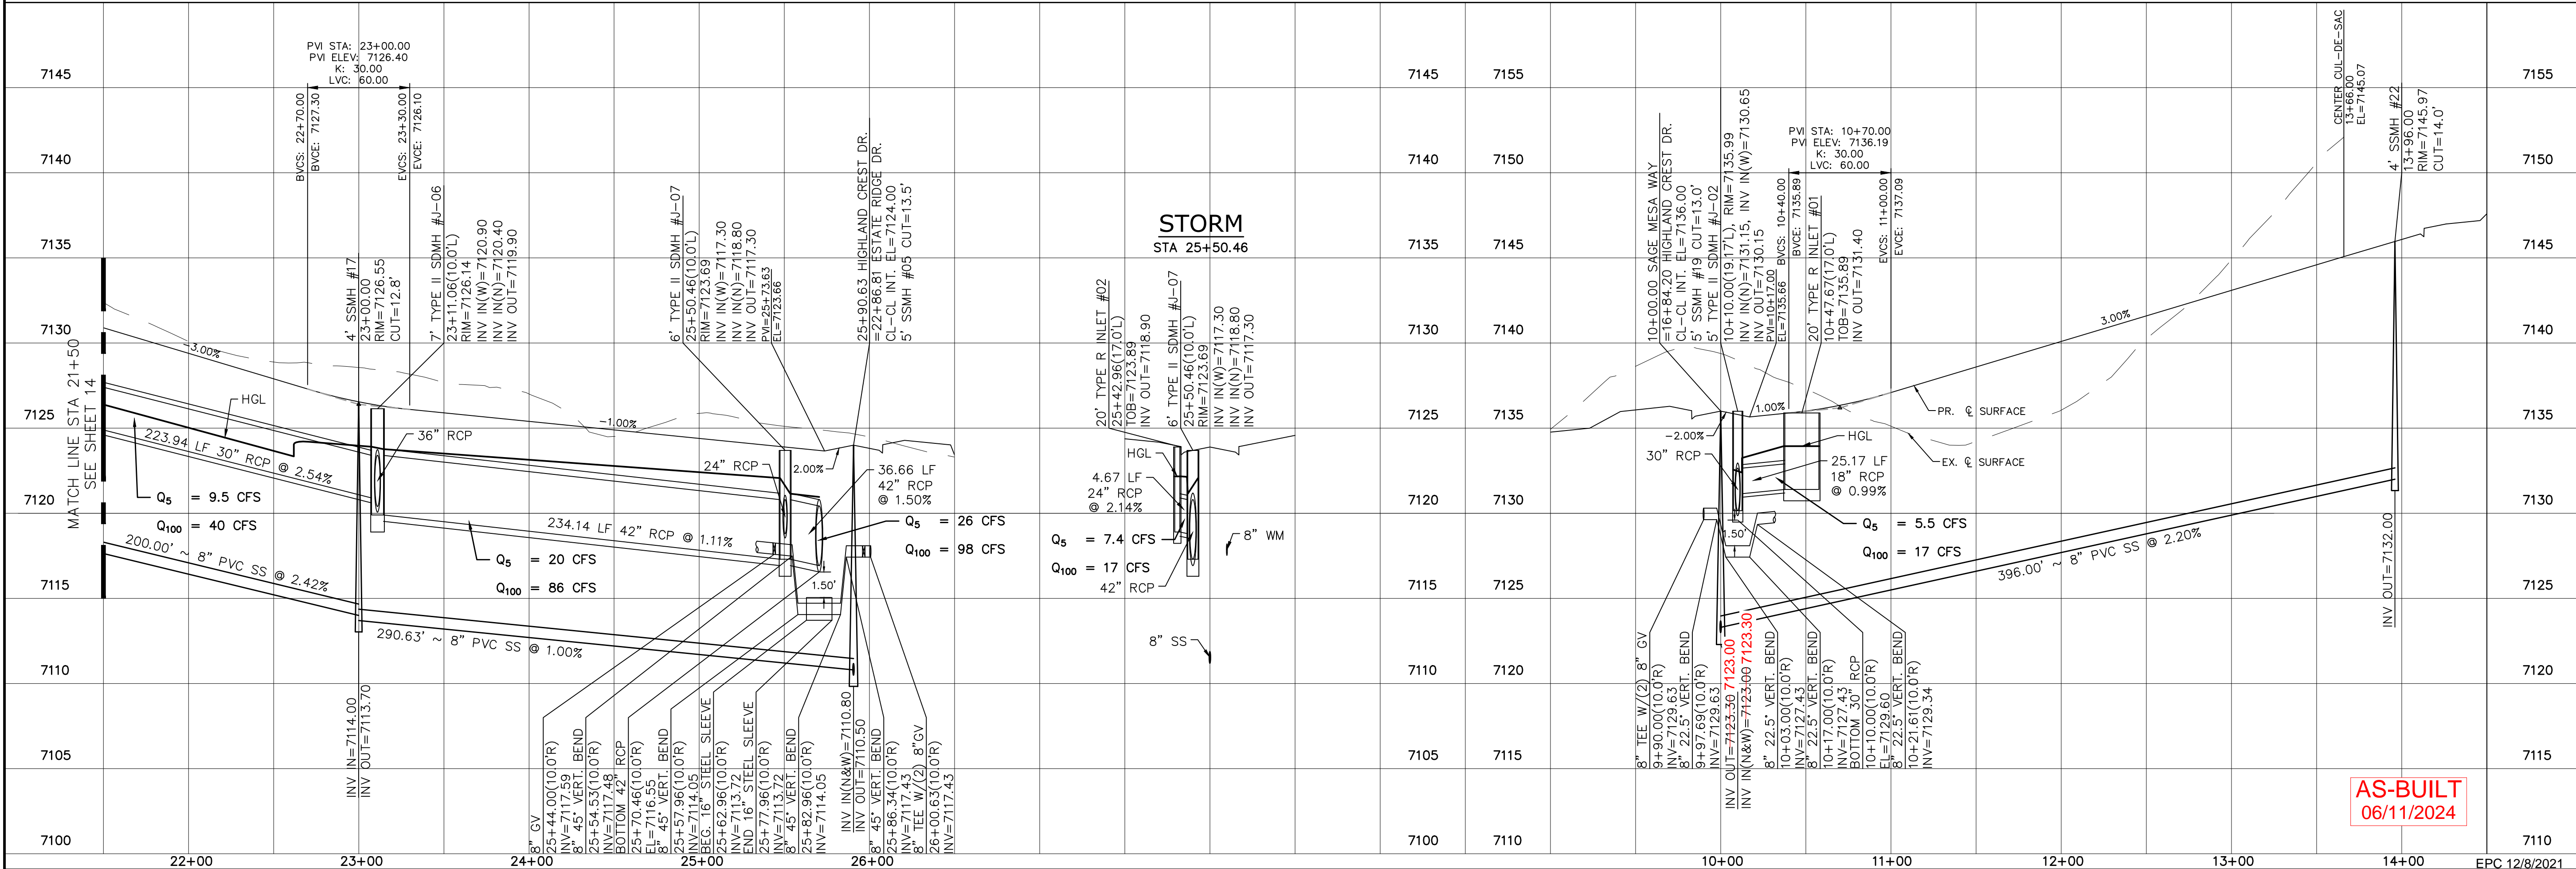 PVI STA: 23+00.00
PVI ELEV: 7126.40
K: 30.00
LVC: 60.00
BVCS: 22+70.00
BVCE: 7127.30
EVCS: 23+30.00
EVCE: 7126.10
7145
7140
7135
7130
7125
7120
7115
7110
7105
7100
MATCH LINE STA 21+50
SEE SHEET 14
-3.00%
HGL
223.94 LF 30" RCP @ 2.54%
Q5 = 9.5 CFS
Q100 = 40 CFS
200.00' ~ 8" PVC SS @ 2.42%
4' SSMH #17
23+00.00
RIM=7126.55
CUT=12.8'
7' TYPE II SDMH #J-06
23+11.06(10.0'L)
RIM=7126.14
INV IN(W)=7120.90
INV IN(N)=7120.40
INV OUT=7119.90
36" RCP
-1.00%
234.14 LF 42" RCP @ 1.11%
Q5 = 20 CFS
Q100 = 86 CFS
290.63' ~ 8" PVC SS @ 1.00%
INV IN=7114.00
INV OUT=7113.70
6' TYPE II SDMH #J-07
25+50.46(10.0'L)
RIM=7123.69
INV IN(W)=7117.30
INV IN(N)=7118.80
INV OUT=7117.30
PVI=25+73.63
EL=7123.66
24" RCP
2.00%
25+90.63 HIGHLAND CREST DR.
=22+86.81 ESTATE RIDGE DR.
CL-CL INT. EL=7124.00
5' SSMH #05 CUT=13.5'
36.66 LF
42" RCP
@ 1.50%
Q5 = 26 CFS
Q100 = 98 CFS
1.50'
8" GV
25+44.00(10.0'R)
INV=7117.59
8" 45° VERT. BEND
25+54.53(10.0'R)
INV=7117.48
BOTTOM 42" RCP
25+70.46(10.0'R)
EL=7116.55
8" 45° VERT. BEND
25+57.96(10.0'R)
INV=7114.05
BEG. 16" STEEL SLEEVE
25+62.96(10.0'R)
INV=7113.72
END 16" STEEL SLEEVE
25+77.96(10.0'R)
INV=7113.72
8" 45° VERT. BEND
25+82.96(10.0'R)
INV=7114.05
INV IN(N&W)=7110.80
INV OUT=7110.50
8" 45° VERT. BEND
25+86.34(10.0'R)
INV=7117.43
8" TEE W/(2) 8"GV
26+00.63(10.0'R)
INV=7117.43
22+00
23+00
24+00
25+00
26+00
STORM
STA 25+50.46
20' TYPE R INLET #02
25+42.96(17.0'L)
TOB=7123.89
INV OUT=7118.90
6' TYPE II SDMH #J-07
25+50.46(10.0'L)
RIM=7123.69
INV IN(W)=7117.30
INV IN(N)=7118.80
INV OUT=7117.30
HGL
4.67 LF
24" RCP
@ 2.14%
Q5 = 7.4 CFS
Q100 = 17 CFS
42" RCP
8" WM
8" SS
7145
7140
7135
7130
7125
7120
7115
7110
7105
7100
7155
7150
7145
7140
7135
7130
7125
7120
7115
7110
10+00.00 SAGE MESA WAY
=16+84.20 HIGHLAND CREST DR.
CL-CL INT. EL=7136.00
5' SSMH #19 CUT=13.0'
5' TYPE II SDMH #J-02
10+10.00(19.17'L), RIM=7135.99
INV IN(N)=7131.15, INV IN(W)=7130.65
INV OUT=7130.15
PVI=10+17.00
EL=7135.66
PVI STA: 10+70.00
PVI ELEV: 7136.19
K: 30.00
LVC: 60.00
BVCS: 10+40.00
BVCE: 7135.89
EVCS: 11+00.00
EVCE: 7137.09
20' TYPE R INLET #01
10+47.67(17.0'L)
TOB=7135.89
INV OUT=7131.40
-2.00%
1.00%
30" RCP
HGL
25.17 LF
18" RCP
@ 0.99%
Q5 = 5.5 CFS
Q100 = 17 CFS
1.50'
PR. ℄ SURFACE
EX. ℄ SURFACE
3.00%
396.00' ~ 8" PVC SS @ 2.20%
CENTER CUL-DE-SAC
13+66.00
EL=7145.07
4' SSMH #22
13+96.00
RIM=7145.97
CUT=14.0'
INV OUT=7132.00
8" TEE W/(2) 8" GV
9+90.00(10.0'R)
INV=7129.63
8" 22.5° VERT. BEND
9+97.69(10.0'R)
INV=7129.63
INV OUT=7123.30 7123.00
INV IN(N&W)=7123.00 7123.30
8" 22.5° VERT. BEND
10+03.00(10.0'R)
INV=7127.43
8" 22.5° VERT. BEND
10+17.00(10.0'R)
INV=7127.43
BOTTOM 30" RCP
10+10.00(10.0'R)
EL=7129.60
8" 22.5° VERT. BEND
10+21.61(10.0'R)
INV=7129.34
7155
7150
7145
7140
7135
7130
7125
7120
7115
7110
10+00
11+00
12+00
13+00
14+00
AS-BUILT
06/11/2024
EPC 12/8/2021